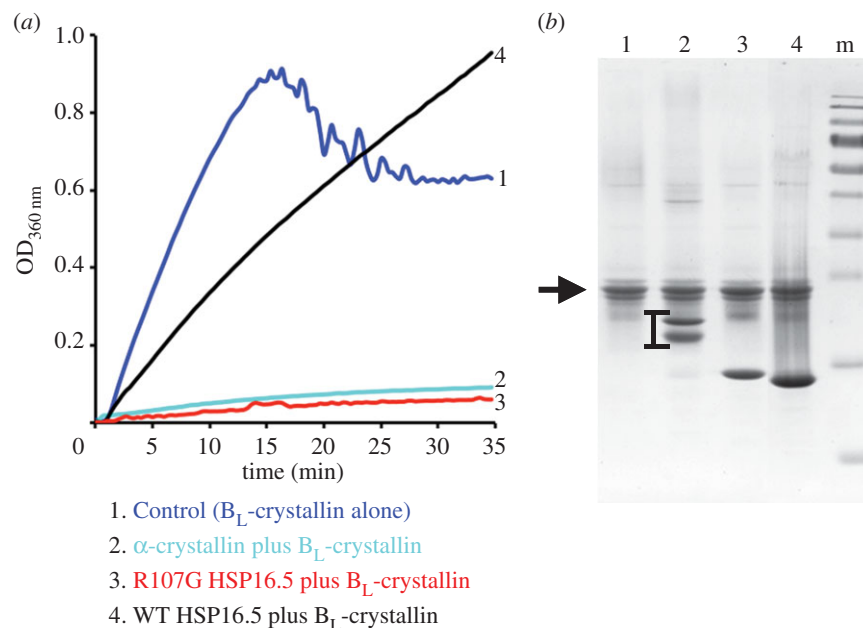 (a)
(b)
1.0
0.8
0.6
0.4
0.2
0
5
10
15
20
25
30
35
OD360 nm
time (min)
4
1
2
3
1 2 3 4 m
1. Control (BL-crystallin alone)
2. α-crystallin plus BL-crystallin
3. R107G HSP16.5 plus BL-crystallin
4. WT HSP16.5 plus BL-crystallin